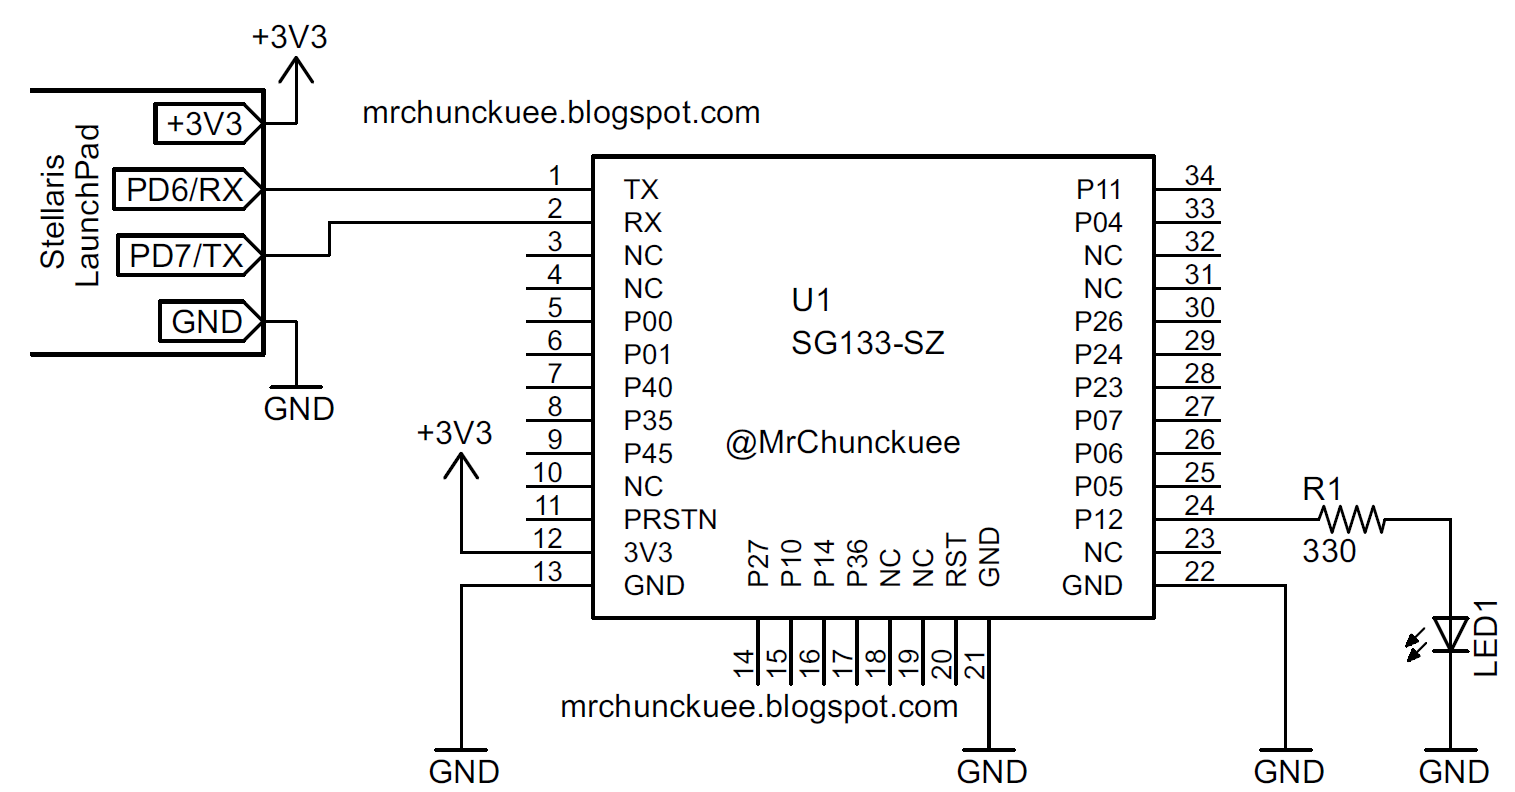 +3V3
mrchunckuee.blogspot.com
Stellaris
LaunchPad
+3V3
PD6/RX
PD7/TX
GND
GND
+3V3
U1
SG133-SZ
@MrChunckuee
1 TX
2 RX
3 NC
4 NC
5 P00
6 P01
7 P40
8 P35
9 P45
10 NC
11 PRSTN
12 3V3
13 GND
P11 34
P04 33
NC 32
NC 31
P26 30
P24 29
P23 28
P07 27
P06 26
P05 25
P12 24
NC 23
GND 22
P27 14
P10 15
P14 16
P36 17
NC 18
NC 19
RST 20
GND 21
R1
330
LED1
mrchunckuee.blogspot.com
GND
GND
GND
GND